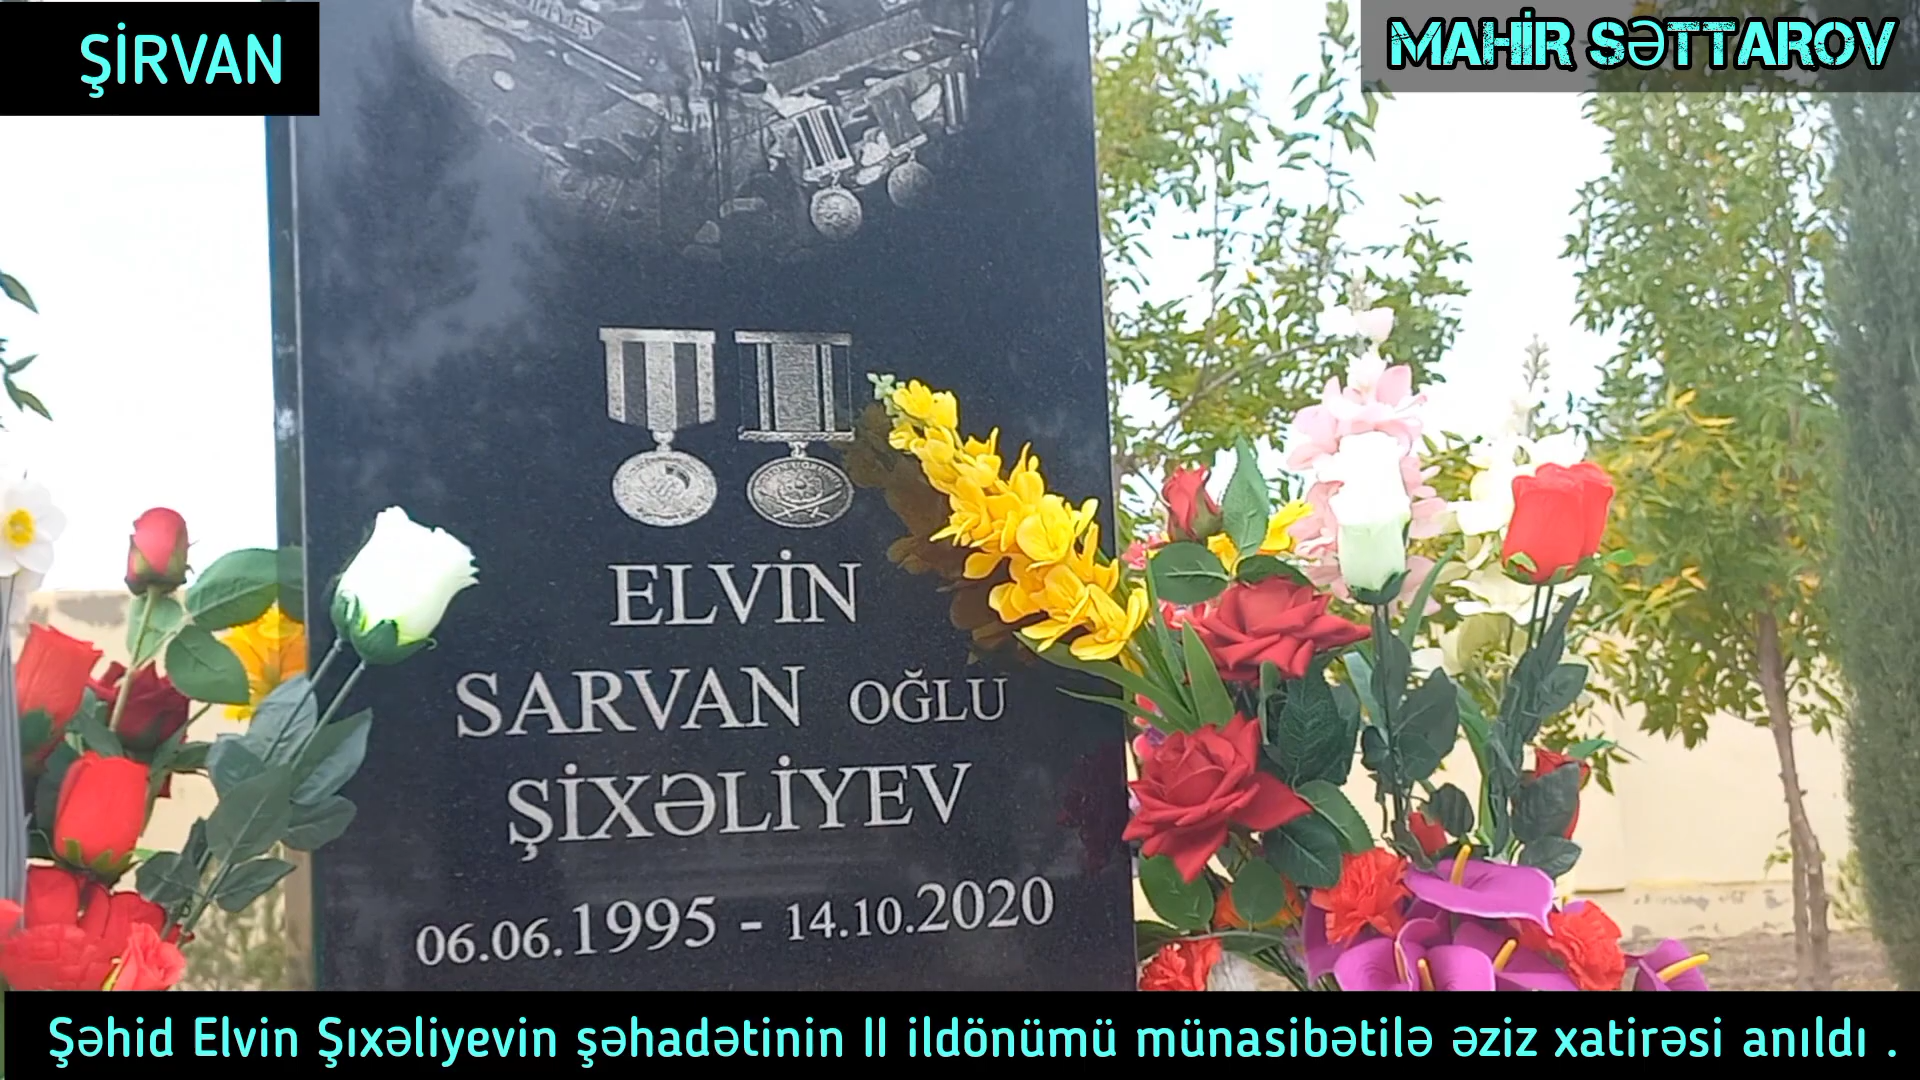 ŞİRVAN
MAHİR SƏTTAROV
ELVİN
SARVAN OĞLU
ŞİXƏLİYEV
06.06.1995 - 14.10.2020
Şəhid Elvin Şıxəliyevin şəhadətinin II ildönümü münasibətilə əziz xatirəsi anıldı .